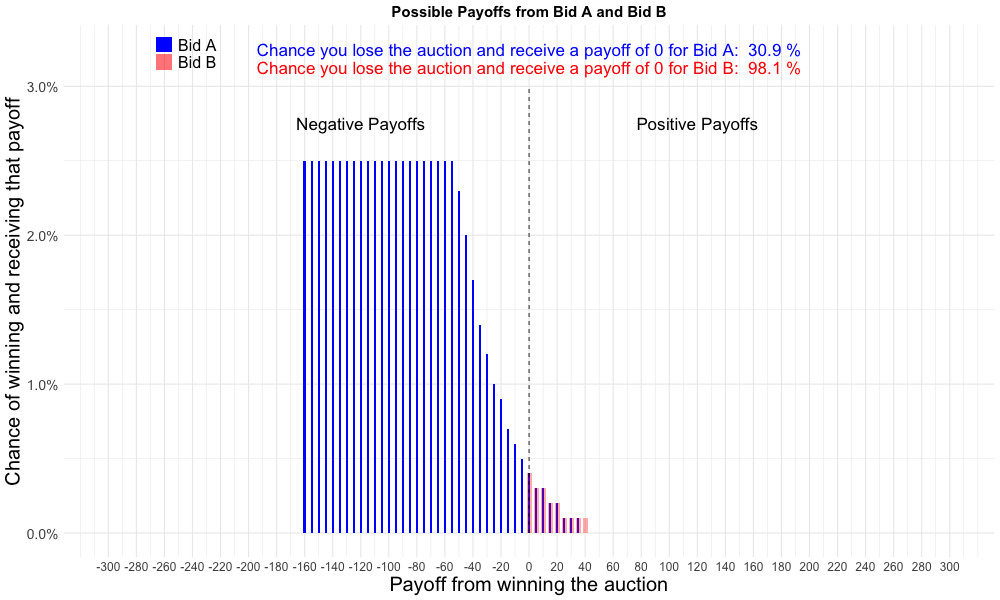 Possible Payoffs from Bid A and Bid B
Bid A
Bid B
Chance you lose the auction and receive a payoff of 0 for Bid A:  30.9 %
Chance you lose the auction and receive a payoff of 0 for Bid B:  98.1 %
Negative Payoffs
Positive Payoffs
Chance of winning and receiving that payoff
3.0%
2.0%
1.0%
0.0%
-300 -280 -260 -240 -220 -200 -180 -160 -140 -120 -100 -80 -60 -40 -20 0 20 40 60 80 100 120 140 160 180 200 220 240 260 280 300
Payoff from winning the auction